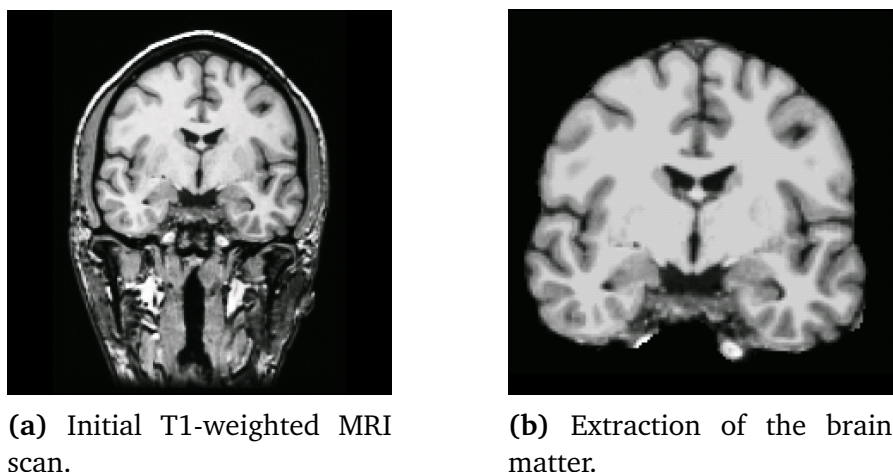 (a) Initial T1-weighted MRI
scan.
(b) Extraction of the brain
matter.